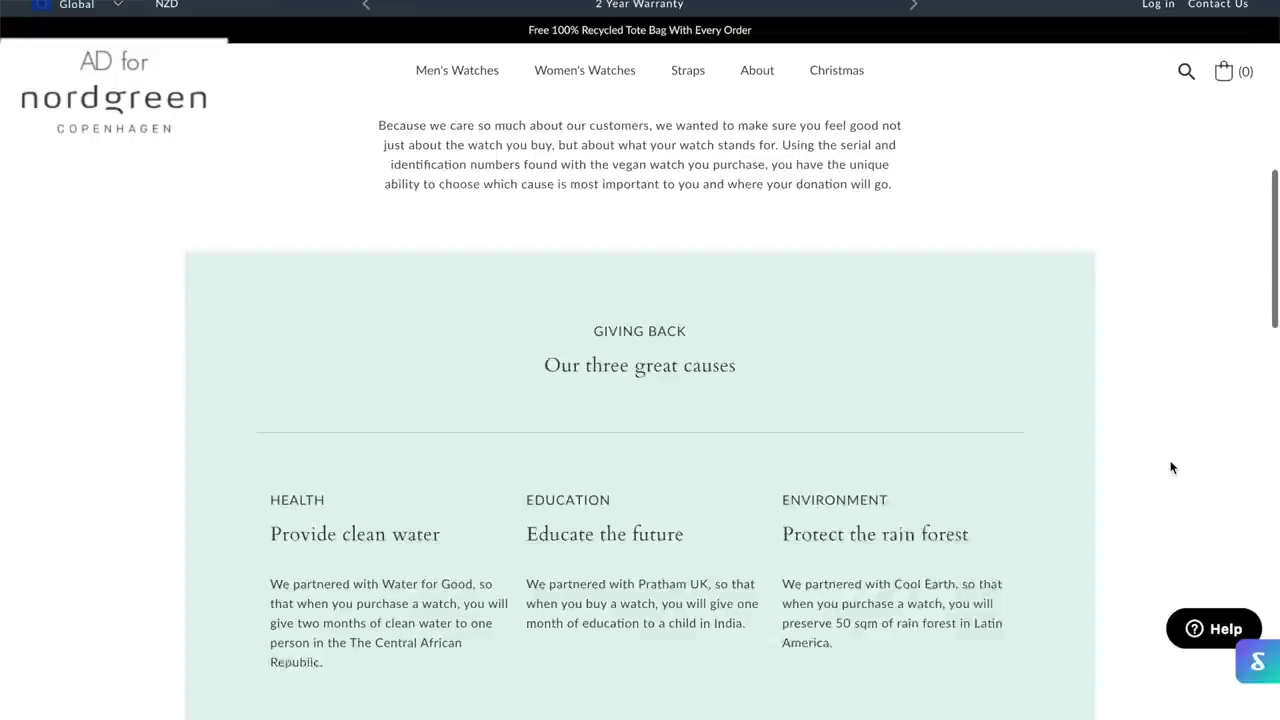 Global NZD 2 Year Warranty Log in Contact Us
Free 100% Recycled Tote Bag With Every Order
AD for
nordgreen
COPENHAGEN
Men's Watches Women's Watches Straps About Christmas (0)
Because we care so much about our customers, we wanted to make sure you feel good not
just about the watch you buy, but about what your watch stands for. Using the serial and
identification numbers found with the vegan watch you purchase, you have the unique
ability to choose which cause is most important to you and where your donation will go.
GIVING BACK
Our three great causes
HEALTH
Provide clean water
We partnered with Water for Good, so
that when you purchase a watch, you will
give two months of clean water to one
person in the The Central African
Republic.
EDUCATION
Educate the future
We partnered with Pratham UK, so that
when you buy a watch, you will give one
month of education to a child in India.
ENVIRONMENT
Protect the rain forest
We partnered with Cool Earth, so that
when you purchase a watch, you will
preserve 50 sqm of rain forest in Latin
America.
Help